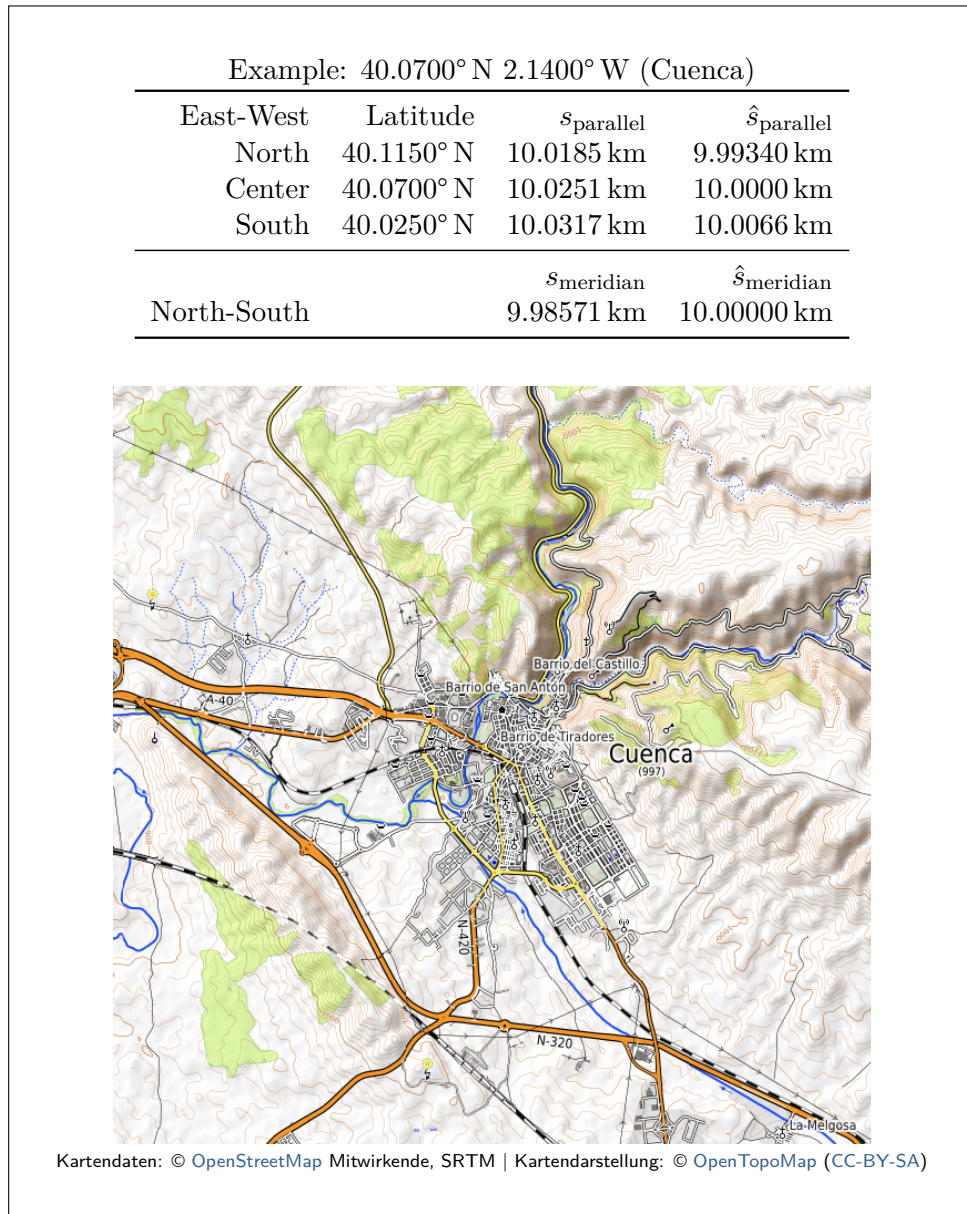 Example: 40.0700° N 2.1400° W (Cuenca)
East-West Latitude s_parallel ŝ_parallel
North 40.1150° N 10.0185 km 9.99340 km
Center 40.0700° N 10.0251 km 10.0000 km
South 40.0250° N 10.0317 km 10.0066 km
s_meridian ŝ_meridian
North-South 9.98571 km 10.00000 km
1000
1000
Barrio del Castillo
Barrio de San Antón
A-40
Barrio de Tiradores
Cuenca
(997)
N-420
1000
N-320
La Melgosa
Kartendaten: © OpenStreetMap Mitwirkende, SRTM | Kartendarstellung: © OpenTopoMap (CC-BY-SA)